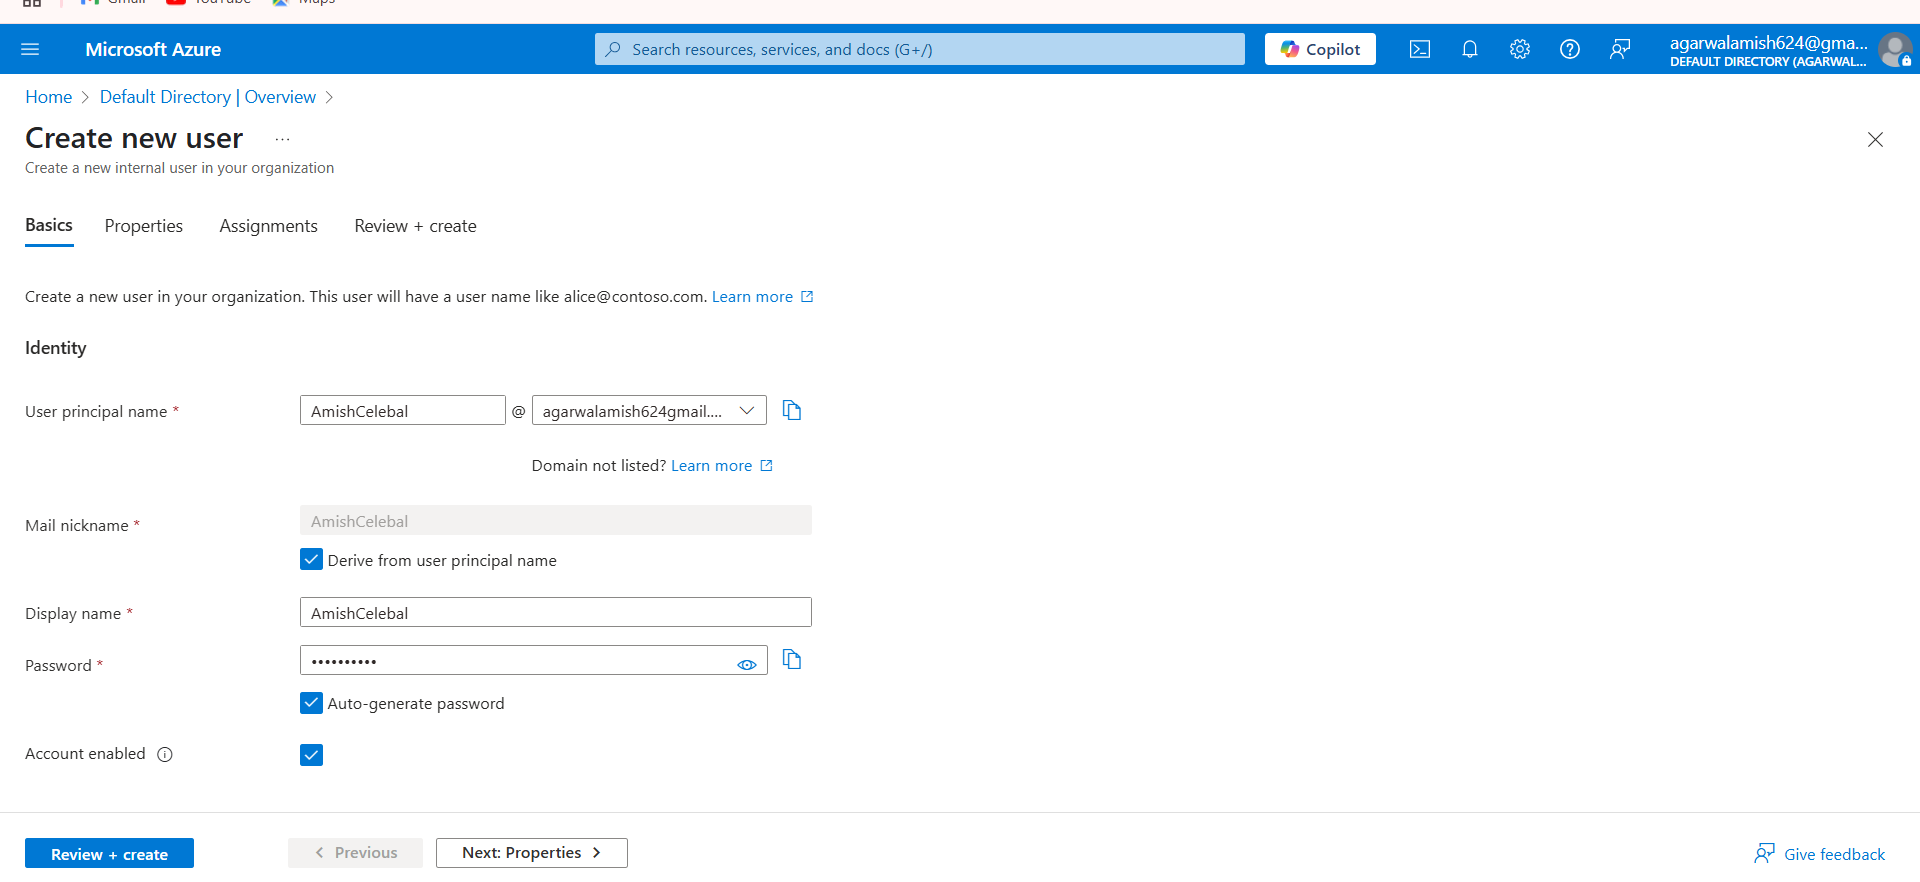 Gmail YouTube Maps
Microsoft Azure
Search resources, services, and docs (G+/)
Copilot
agarwalamish624@gma...
DEFAULT DIRECTORY (AGARWAL...
Home > Default Directory | Overview >
Create new user ...
Create a new internal user in your organization
Basics Properties Assignments Review + create
Create a new user in your organization. This user will have a user name like alice@contoso.com. Learn more
Identity
User principal name * AmishCelebal @ agarwalamish624gmail....
Domain not listed? Learn more
Mail nickname * AmishCelebal
Derive from user principal name
Display name * AmishCelebal
Password * ••••••••••
Auto-generate password
Account enabled
Review + create < Previous Next: Properties > Give feedback